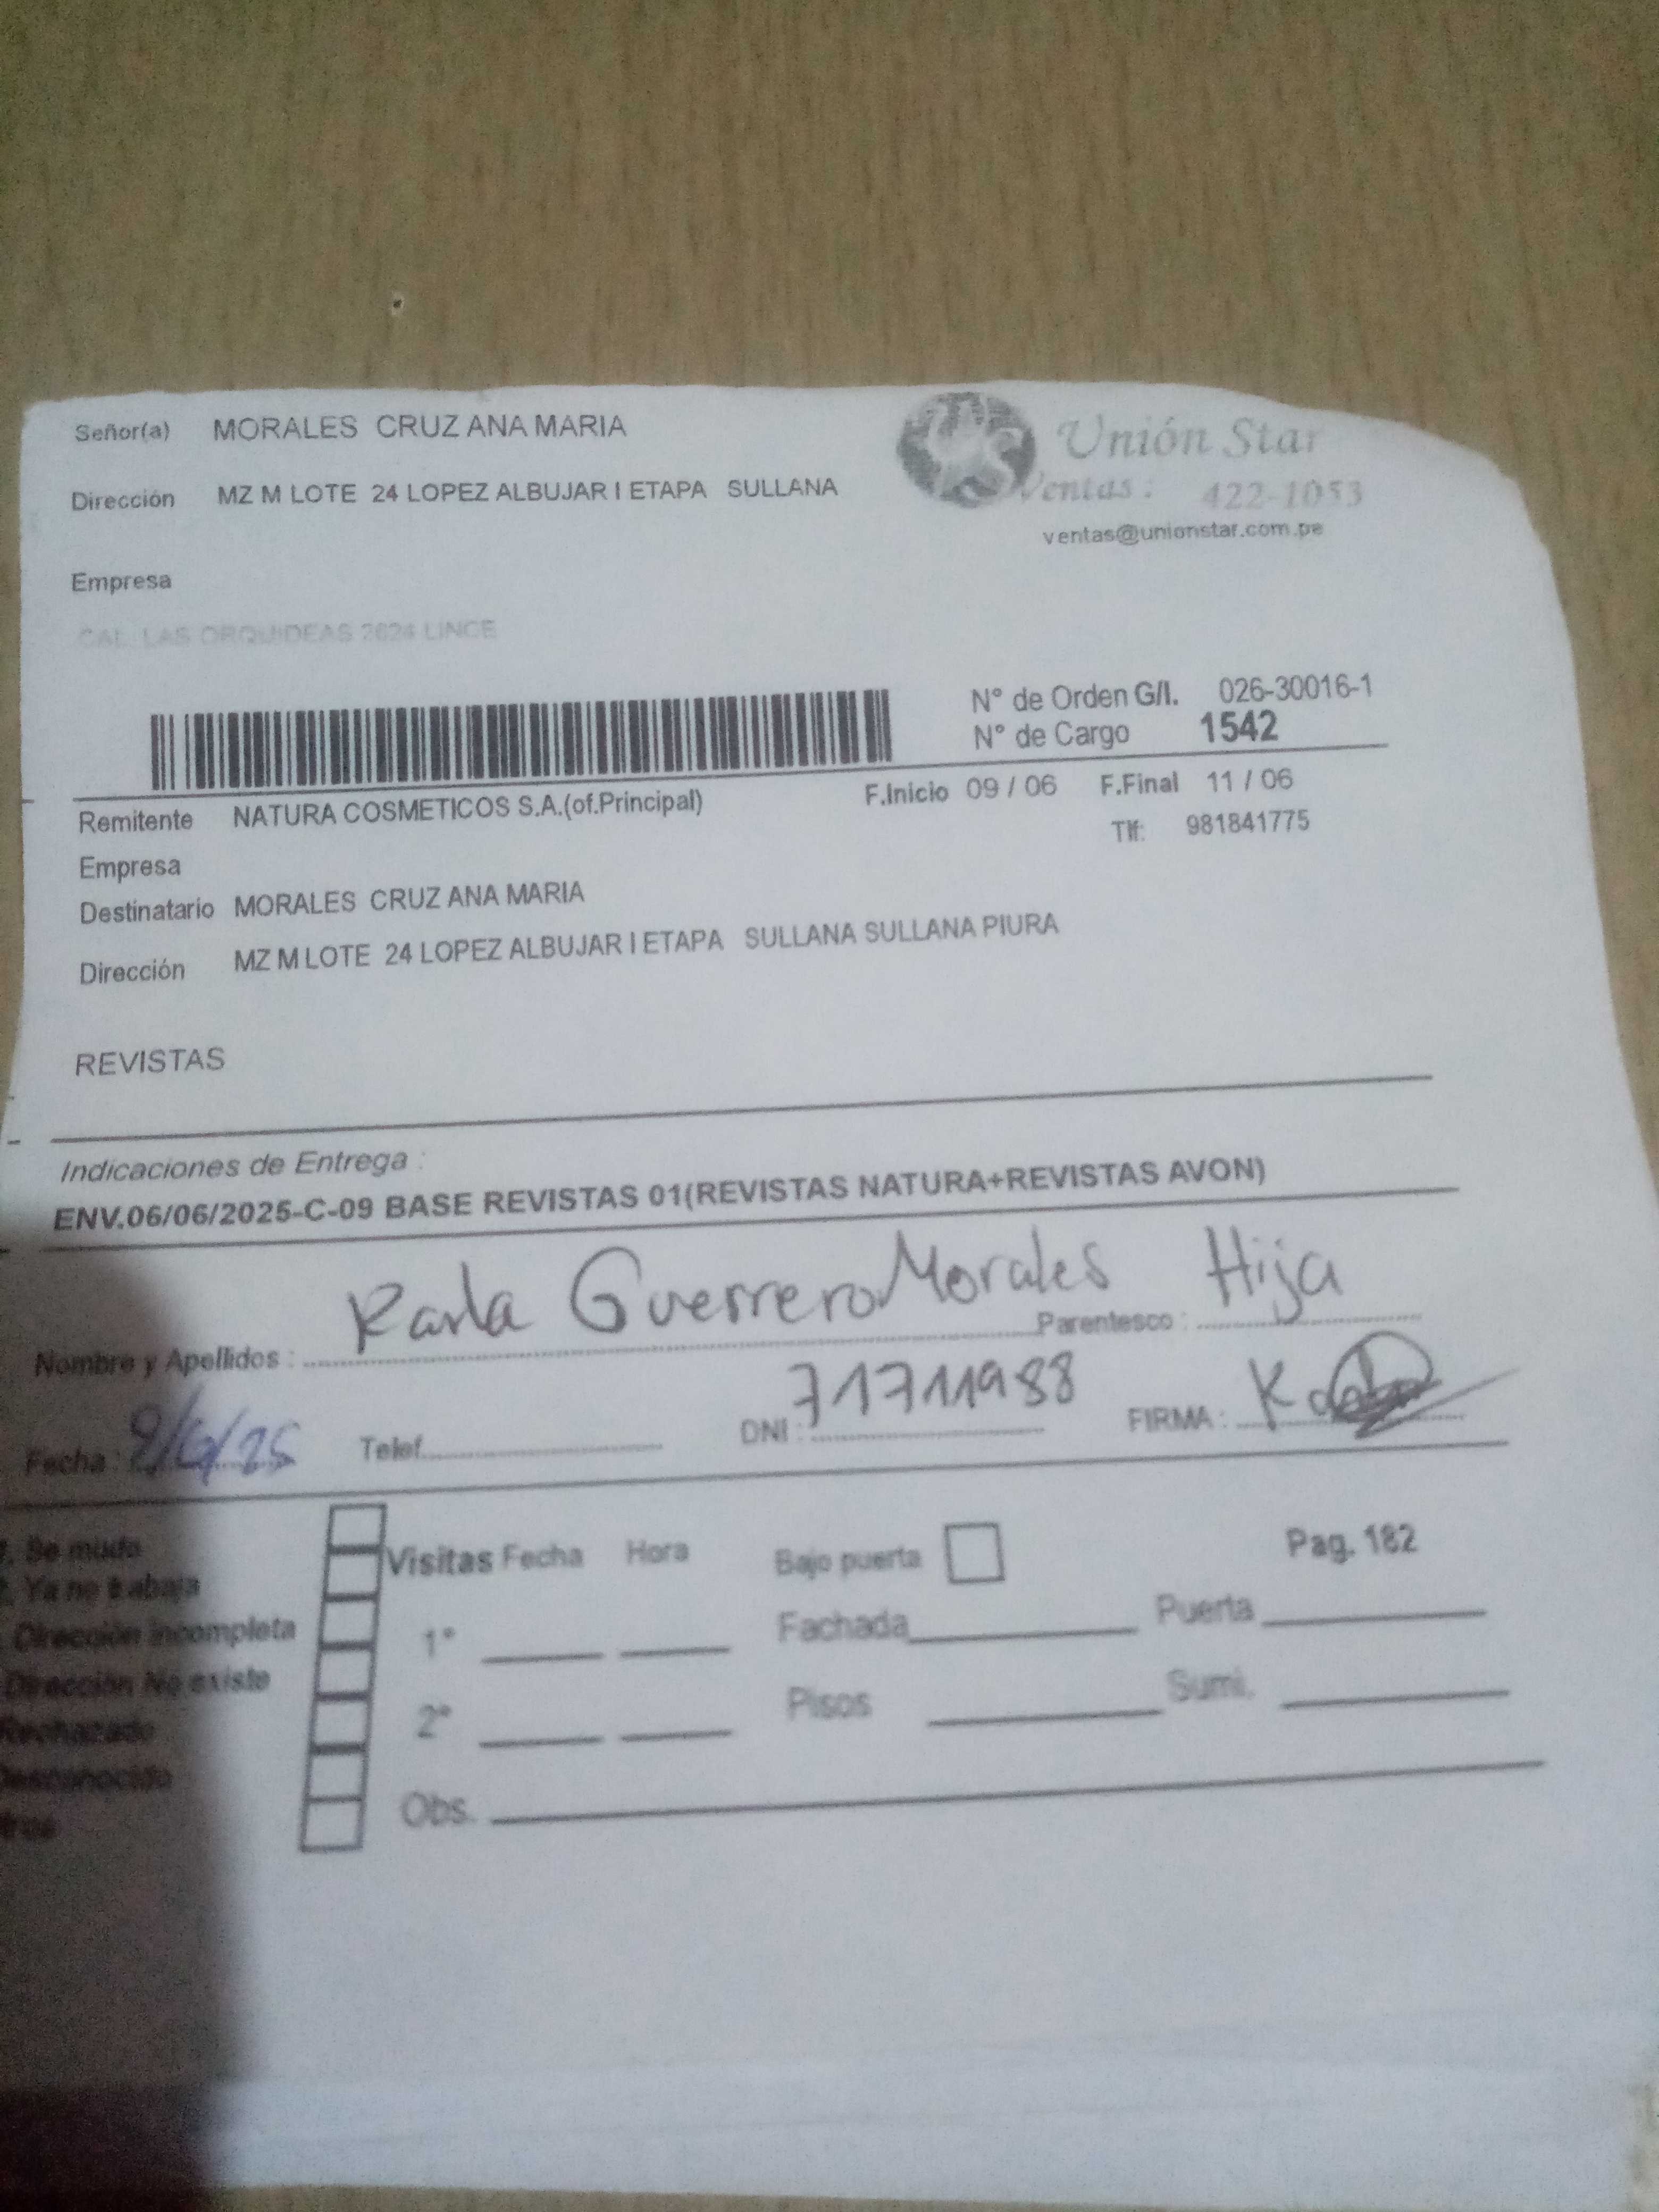 Señor(a) MORALES CRUZ ANA MARIA
Unión Star
Dirección MZ M LOTE 24 LOPEZ ALBUJAR I ETAPA SULLANA
Ventas : 422-1053
ventas@unionstar.com.pe
Empresa
CAL. LAS ORQUIDEAS 2624 LINCE
N° de Orden G/I. 026-30016-1
N° de Cargo 1542
Remitente NATURA COSMETICOS S.A.(of.Principal) F.Inicio 09 / 06 F.Final 11 / 06
Tlf: 981841775
Empresa
Destinatario MORALES CRUZ ANA MARIA
Dirección MZ M LOTE 24 LOPEZ ALBUJAR I ETAPA SULLANA SULLANA PIURA
REVISTAS
Indicaciones de Entrega :
ENV.06/06/2025-C-09 BASE REVISTAS 01(REVISTAS NATURA+REVISTAS AVON)
Nombre y Apellidos : Karla Guerrero Morales Parentesco : Hija
Fecha : /6/25 Telef. DNI : 71711988 FIRMA :
Se mudo
Ya no trabaja
Dirección incompleta
Dirección No existe
Rechazado
Desconocido
Visitas Fecha Hora Bajo puerta Pag. 182
1° Fachada Puerta
2° Pisos Sumi.
Obs.